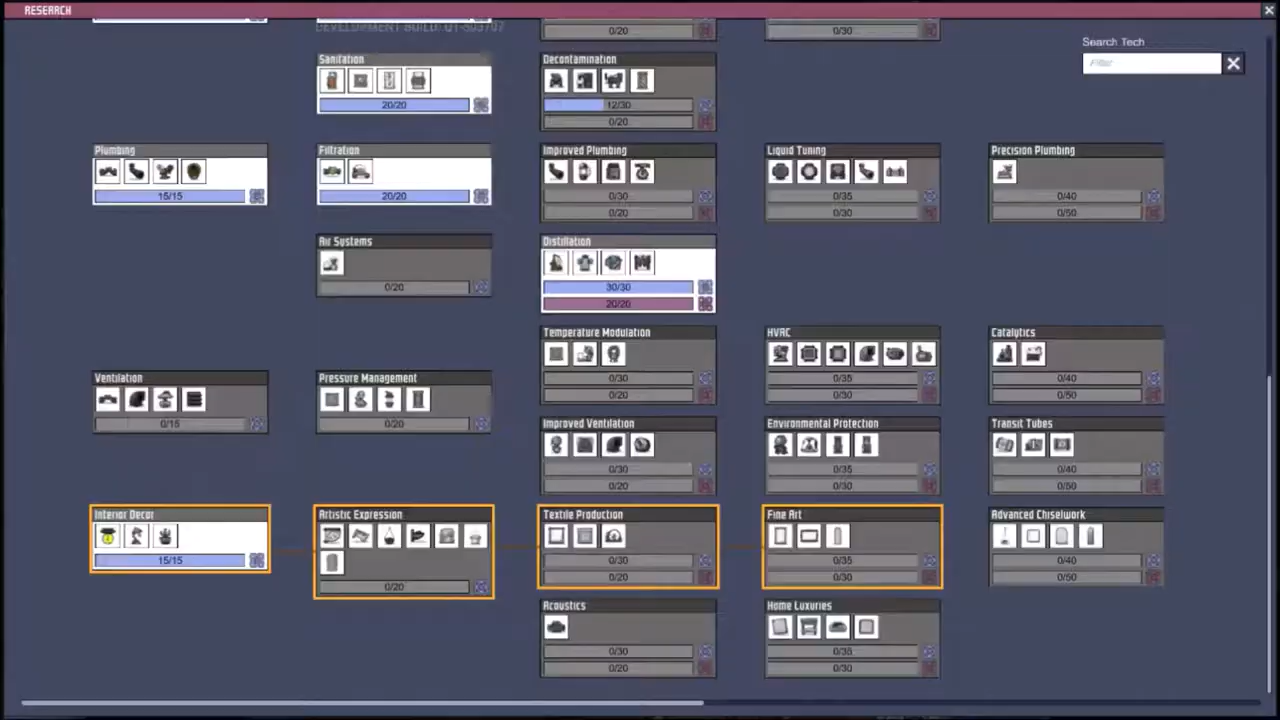 RESEARCH
DEVELOPMENT BUILD: U1-505707
0/20
0/30
Search Tech
Filter
Sanitation
20/20
Decontamination
12/30
0/20
Plumbing
15/15
Filtration
20/20
Improved Plumbing
0/30
0/20
Liquid Tuning
0/35
0/30
Precision Plumbing
0/40
0/50
Air Systems
0/20
Distillation
30/30
20/20
Temperature Modulation
0/30
0/20
HVAC
0/35
0/30
Catalytics
0/40
0/50
Ventilation
0/15
Pressure Management
0/20
Improved Ventilation
0/30
0/20
Environmental Protection
0/35
0/30
Transit Tubes
0/40
0/50
Interior Decor
15/15
Artistic Expression
0/20
Textile Production
0/30
0/20
Fine Art
0/35
0/30
Advanced Chiselwork
0/40
0/50
Acoustics
0/30
0/20
Home Luxuries
0/35
0/30